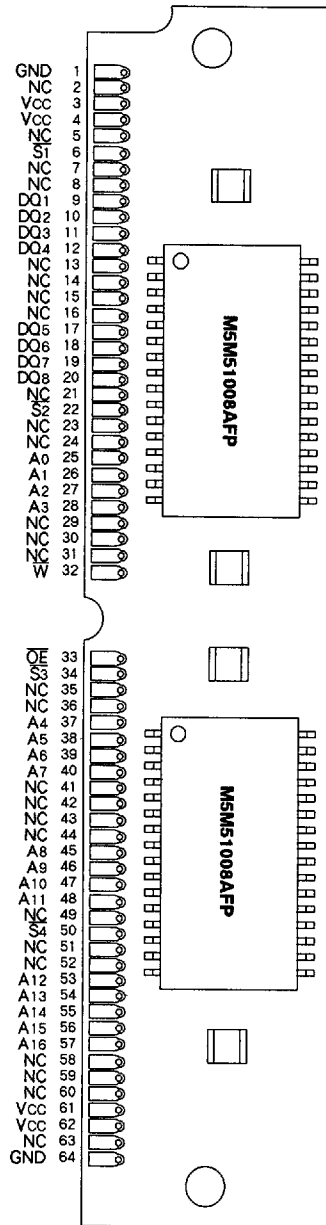 GND 1
NC 2
VCC 3
VCC 4
NC 5
S̅1̅ 6
NC 7
NC 8
DQ1 9
DQ2 10
DQ3 11
DQ4 12
NC 13
NC 14
NC 15
NC 16
DQ5 17
DQ6 18
DQ7 19
DQ8 20
NC 21
S̅2̅ 22
NC 23
NC 24
A0 25
A1 26
A2 27
A3 28
NC 29
NC 30
NC 31
W̅ 32
M5M51008AFP
O̅E̅ 33
S̅3̅ 34
NC 35
NC 36
A4 37
A5 38
A6 39
A7 40
NC 41
NC 42
NC 43
NC 44
A8 45
A9 46
A10 47
A11 48
NC 49
S̅4̅ 50
NC 51
NC 52
A12 53
A13 54
A14 55
A15 56
A16 57
NC 58
NC 59
NC 60
VCC 61
VCC 62
NC 63
GND 64
M5M51008AFP